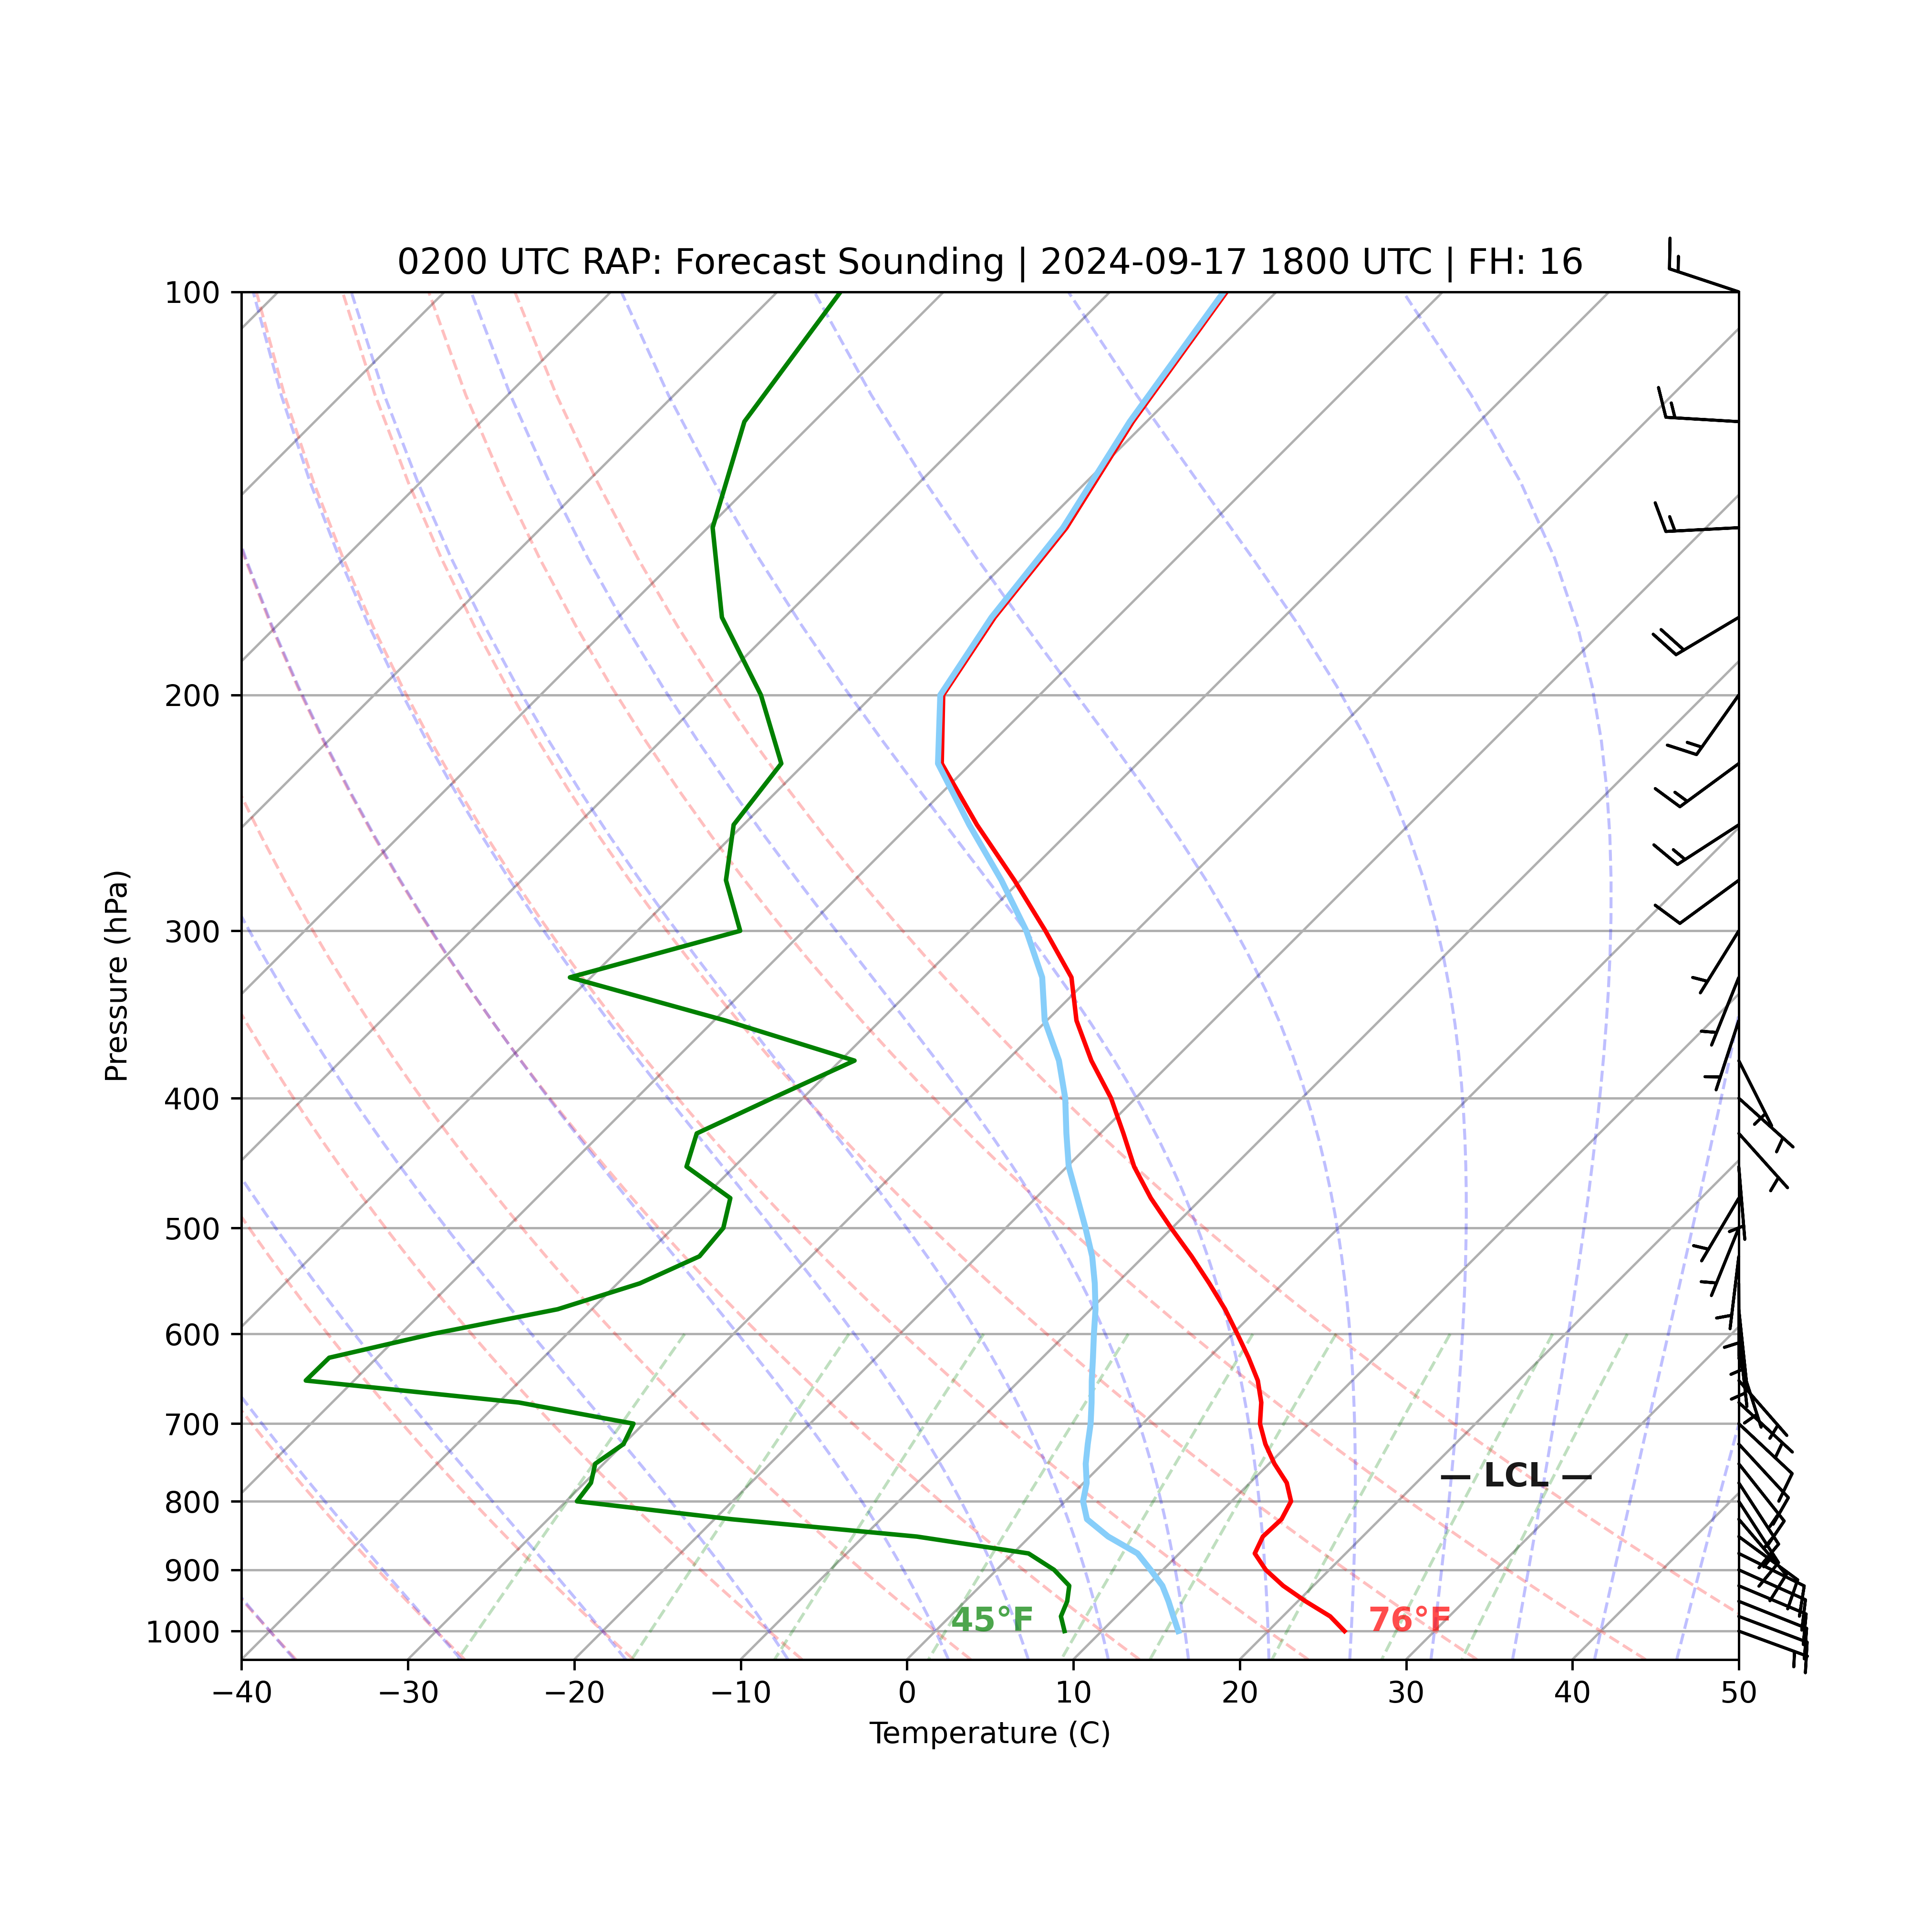 0200 UTC RAP: Forecast Sounding | 2024-09-17 1800 UTC | FH: 16
100
200
300
400
500
600
700
800
900
1000
Pressure (hPa)
— LCL —
45°F
76°F
−40 −30 −20 −10 0 10 20 30 40 50
Temperature (C)